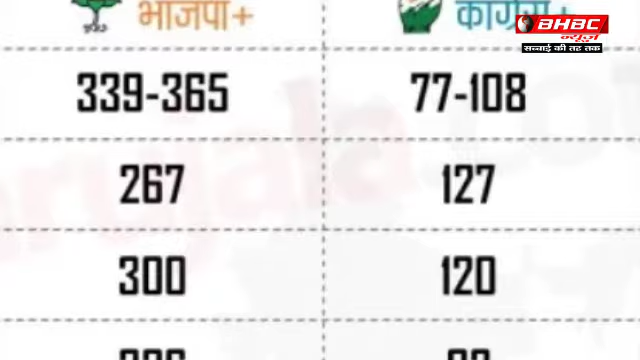 भाजपा+ कांग्रेस+
BHBC
न्यूज़
सच्चाई की तह तक
339-365 77-108
267 127
300 120